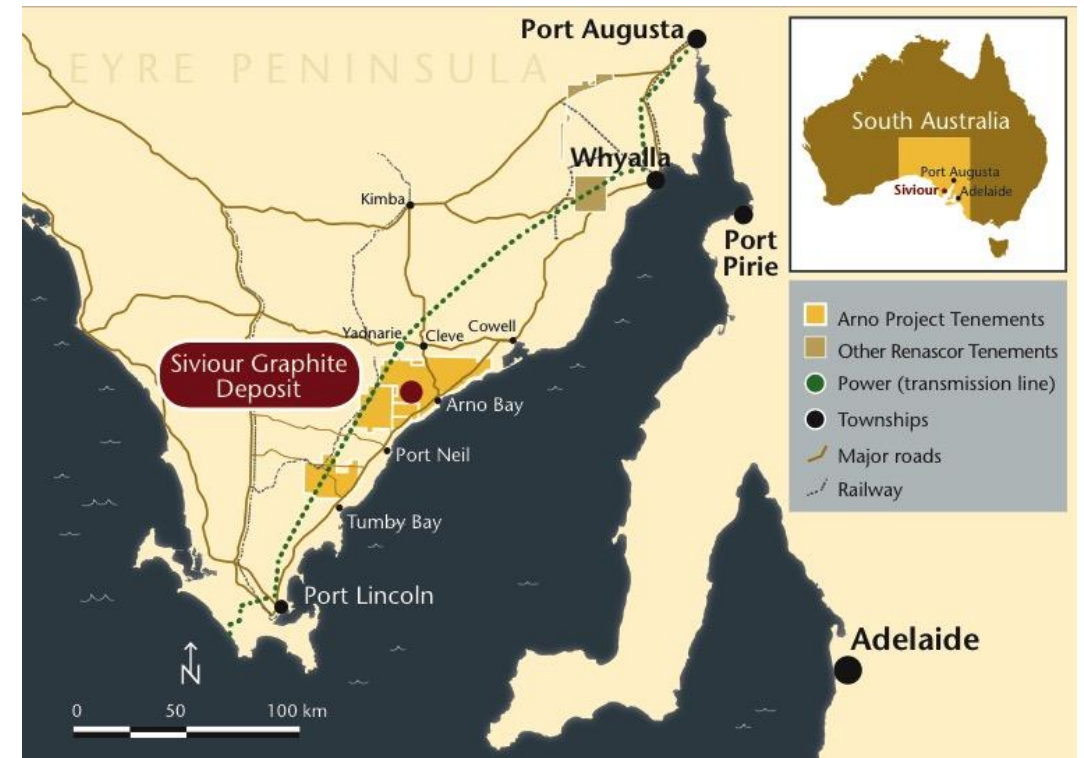 EYRE PENINSULA
Port Augusta
Whyalla
Kimba
Port
Pirie
Yadnarie
Cleve
Cowell
Siviour Graphite
Deposit
Arno Bay
Port Neil
Tumby Bay
Port Lincoln
Adelaide
N
0 50 100 km
South Australia
Port Augusta
Siviour
Adelaide
Arno Project Tenements
Other Renascor Tenements
Power (transmission line)
Townships
Major roads
Railway